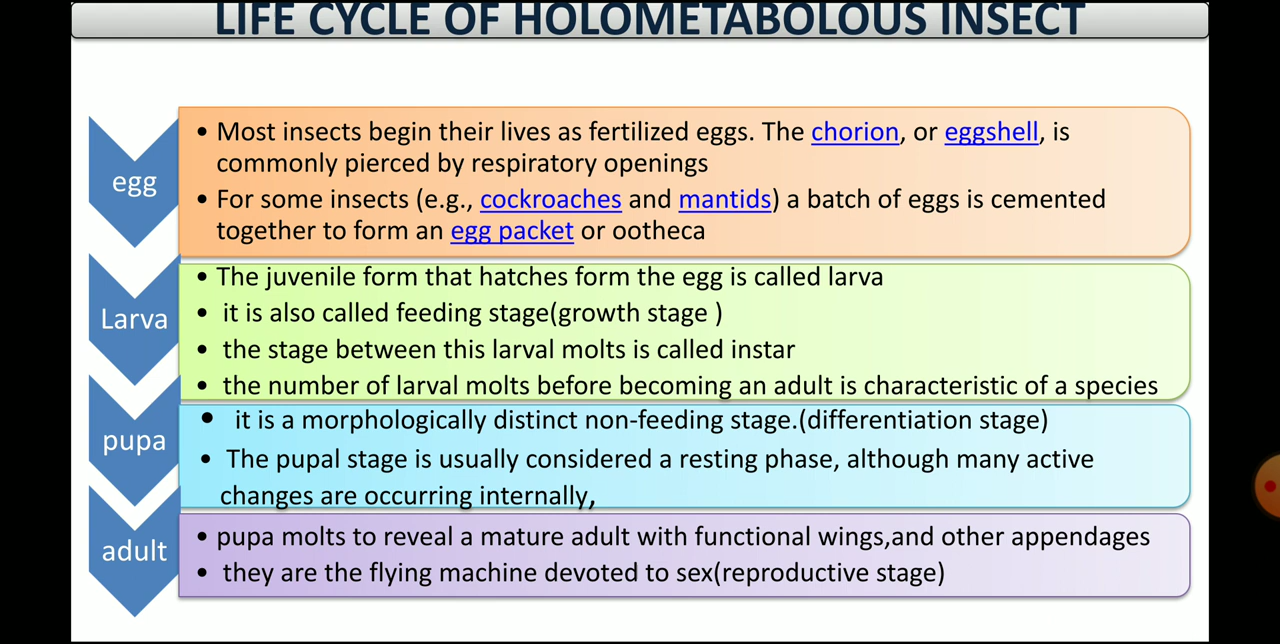 LIFE CYCLE OF HOLOMETABOLOUS INSECT
egg
• Most insects begin their lives as fertilized eggs. The chorion, or eggshell, is
commonly pierced by respiratory openings
• For some insects (e.g., cockroaches and mantids) a batch of eggs is cemented
together to form an egg packet or ootheca
Larva
• The juvenile form that hatches form the egg is called larva
• it is also called feeding stage(growth stage )
• the stage between this larval molts is called instar
• the number of larval molts before becoming an adult is characteristic of a species
pupa
• it is a morphologically distinct non-feeding stage.(differentiation stage)
• The pupal stage is usually considered a resting phase, although many active
changes are occurring internally,
adult
• pupa molts to reveal a mature adult with functional wings,and other appendages
• they are the flying machine devoted to sex(reproductive stage)